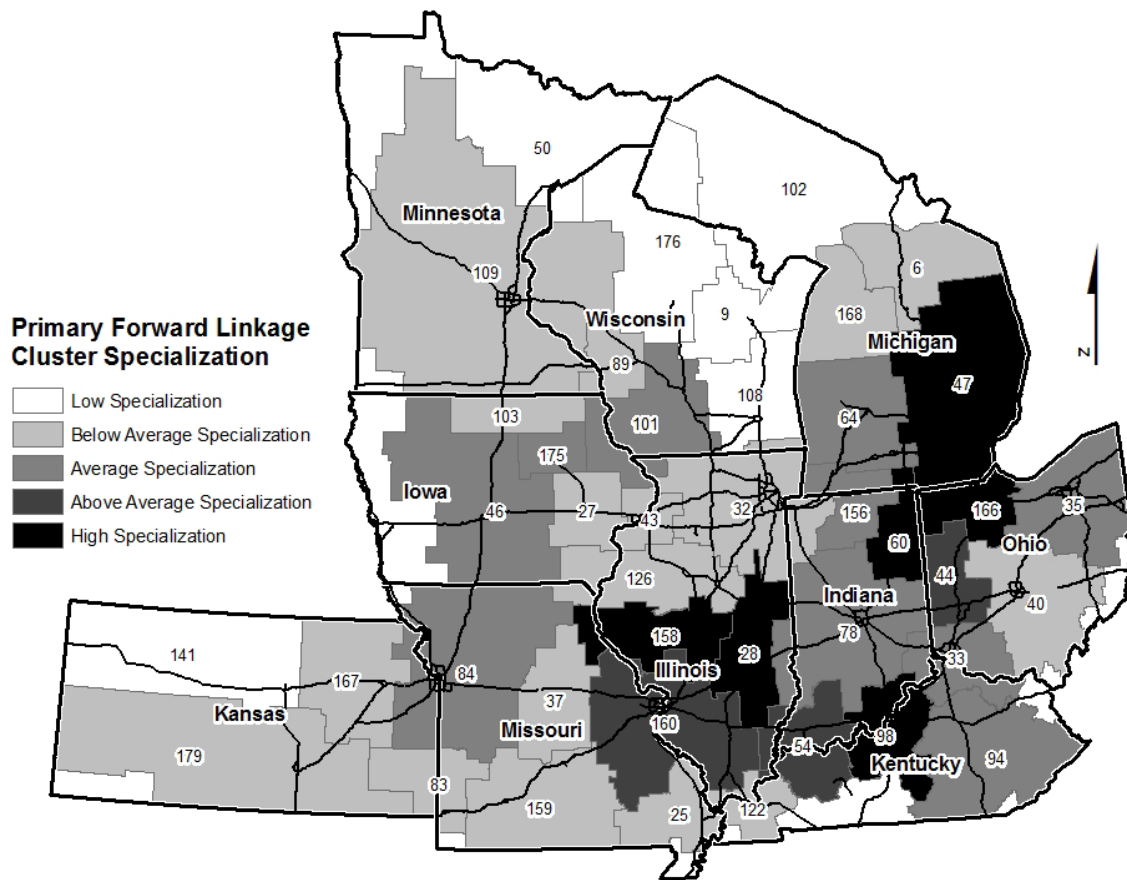 50
102
Minnesota
176
6
109
9
168
Wisconsin
Michigan
Primary Forward Linkage
Cluster Specialization
89
47
N
Low Specialization
108
103
101
64
Below Average Specialization
175
Average Specialization
Iowa
46
27
43
32
156
166
35
Above Average Specialization
60
Ohio
High Specialization
126
44
Indiana
40
158
78
141
28
33
Illinois
167
84
37
Kansas
Missouri
160
54
98
179
Kentucky
94
83
159
25
122